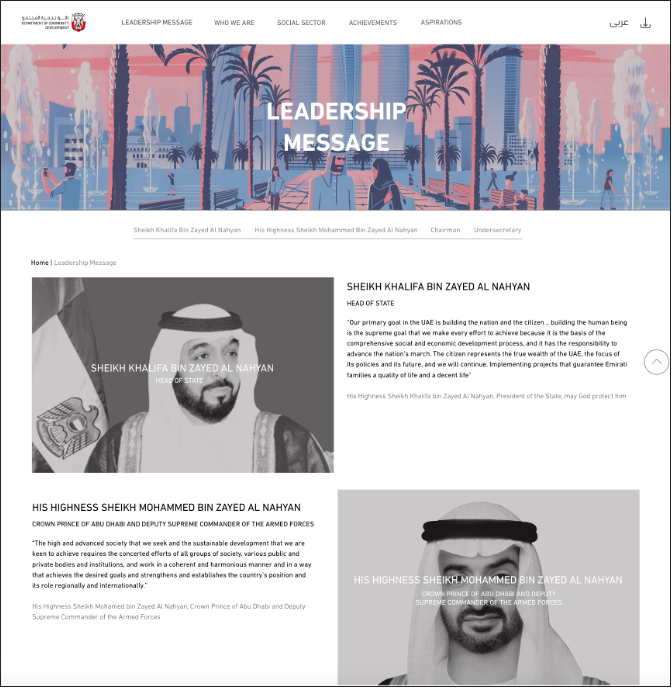 دائــرة تنميــة المجتمــع
DEPARTMENT OF COMMUNITY
DEVELOPMENT
LEADERSHIP MESSAGE
WHO WE ARE
SOCIAL SECTOR
ACHIEVEMENTS
ASPIRATIONS
عربى
LEADERSHIP
MESSAGE
Sheikh Khalifa Bin Zayed Al Nahyan
His Highness Sheikh Mohammed Bin Zayed Al Nahyan
Chairman
Undersecretary
Home | Leadership Message
SHEIKH KHALIFA BIN ZAYED AL NAHYAN
HEAD OF STATE
SHEIKH KHALIFA BIN ZAYED AL NAHYAN
HEAD OF STATE
"Our primary goal in the UAE is building the nation and the citizen .. building the human being
is the supreme goal that we make every effort to achieve because it is the basis of the
comprehensive social and economic development process, and it has the responsibility to
advance the nation's march. The citizen represents the true wealth of the UAE, the focus of
its policies and its future, and we will continue, Implementing projects that guarantee Emirati
families a quality of life and a decent life"
His Highness Sheikh Khalifa bin Zayed Al Nahyan, President of the State, may God protect him
HIS HIGHNESS SHEIKH MOHAMMED BIN ZAYED AL NAHYAN
CROWN PRINCE OF ABU DHABI AND DEPUTY SUPREME COMMANDER OF THE ARMED FORCES
"The high and advanced society that we seek and the sustainable development that we are
keen to achieve requires the concerted efforts of all groups of society, various public and
private bodies and institutions, and work in a coherent and harmonious manner and in a way
that achieves the desired goals and strengthens and establishes the country's position and
its role regionally and internationally."
His Highness Sheikh Mohamed bin Zayed Al Nahyan, Crown Prince of Abu Dhabi and Deputy
Supreme Commander of the Armed Forces
HIS HIGHNESS SHEIKH MOHAMMED BIN ZAYED AL NAHYAN
CROWN PRINCE OF ABU DHABI AND DEPUTY
SUPREME COMMANDER OF THE ARMED FORCES